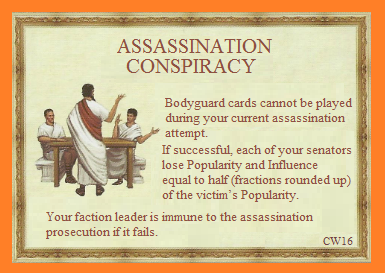 ASSASSINATION
CONSPIRACY
Bodyguard cards cannot be played
during your current assassination
attempt.
If successful, each of your senators
lose Popularity and Influence
equal to half (fractions rounded up)
of the victim's Popularity.
Your faction leader is immune to the assassination
prosecution if it fails.
CW16